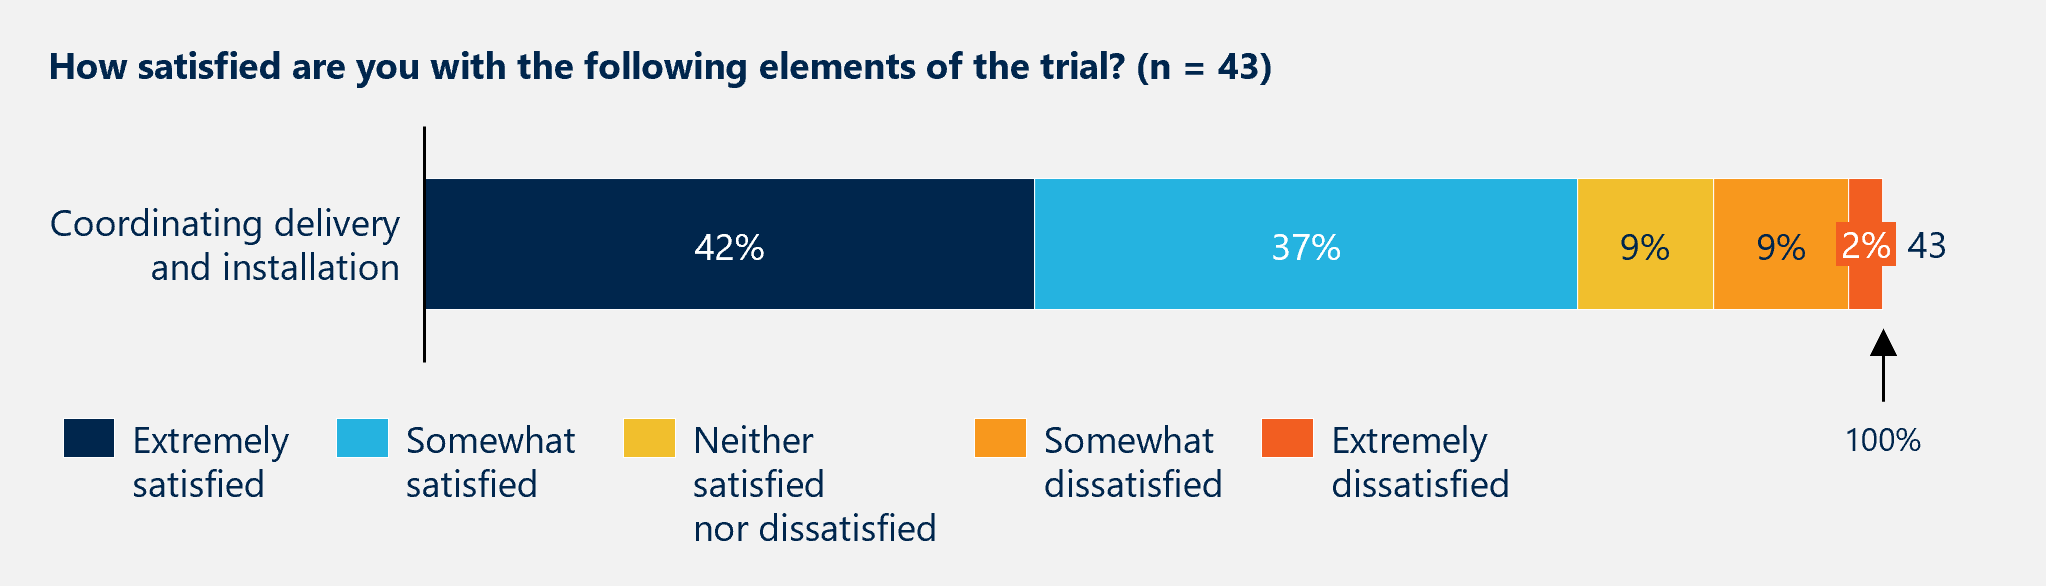 How satisfied are you with the following elements of the trial? (n = 43)
Coordinating delivery
and installation
42%
37%
9%
9%
2%
43
100%
Extremely
satisfied
Somewhat
satisfied
Neither
satisfied
nor dissatisfied
Somewhat
dissatisfied
Extremely
dissatisfied